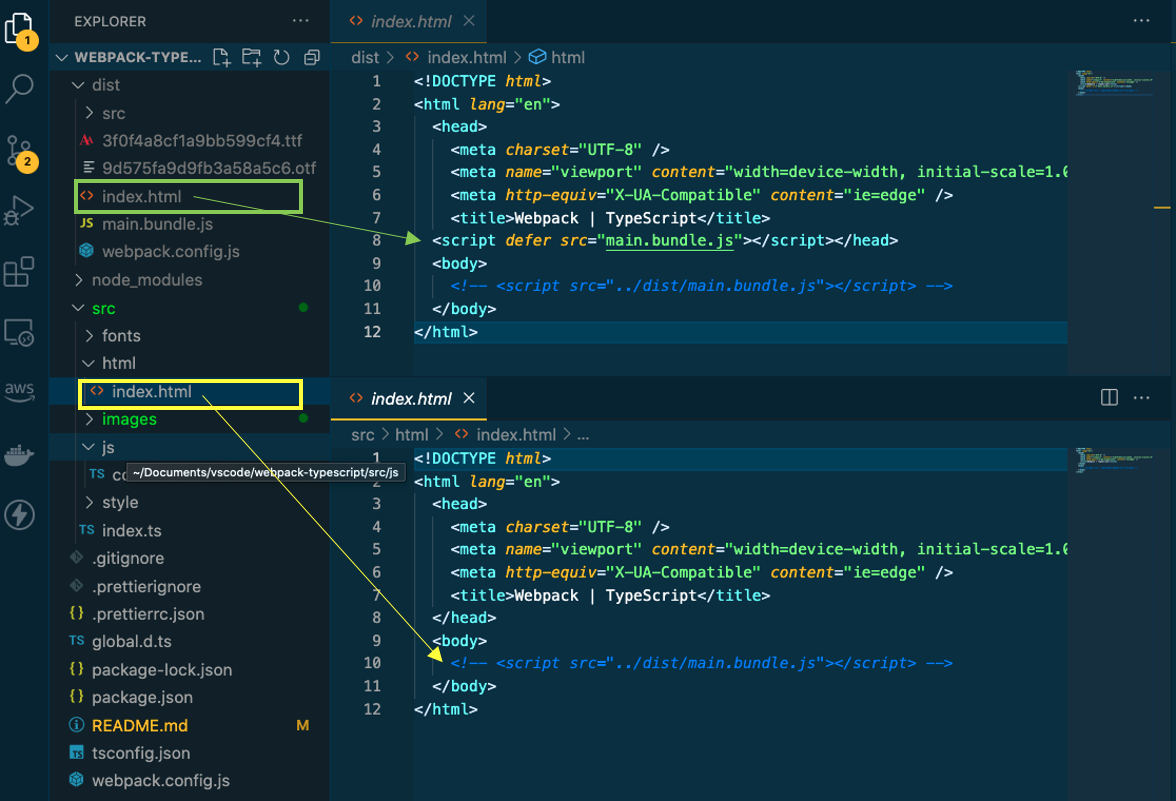 EXPLORER
1
WEBPACK-TYPE...
dist
src
3f0f4a8cf1a9bb599cf4.ttf
9d575fa9d9fb3a58a5c6.otf
index.html
JS main.bundle.js
webpack.config.js
node_modules
src
fonts
html
index.html
images
js
TS co
~/Documents/vscode/webpack-typescript/src/js
style
TS index.ts
.gitignore
.prettierignore
{} .prettierrc.json
TS global.d.ts
{} package-lock.json
{} package.json
README.md M
TS tsconfig.json
webpack.config.js
2
aws
<> index.html ×
dist > <> index.html > html
1 <!DOCTYPE html>
2 <html lang="en">
3 <head>
4 <meta charset="UTF-8" />
5 <meta name="viewport" content="width=device-width, initial-scale=1.0
6 <meta http-equiv="X-UA-Compatible" content="ie=edge" />
7 <title>Webpack | TypeScript</title>
8 <script defer src="main.bundle.js"></script></head>
9 <body>
10 <!-- <script src="../dist/main.bundle.js"></script> -->
11 </body>
12 </html>
<> index.html ×
src > html > <> index.html > ...
1 <!DOCTYPE html>
2 <html lang="en">
3 <head>
4 <meta charset="UTF-8" />
5 <meta name="viewport" content="width=device-width, initial-scale=1.0
6 <meta http-equiv="X-UA-Compatible" content="ie=edge" />
7 <title>Webpack | TypeScript</title>
8 </head>
9 <body>
10 <!-- <script src="../dist/main.bundle.js"></script> -->
11 </body>
12 </html>